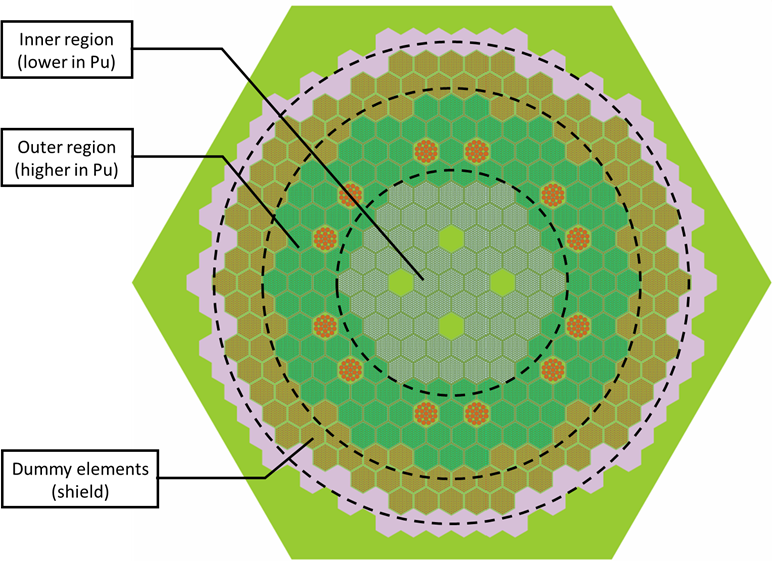 Inner region
(lower in Pu)
Outer region
(higher in Pu)
Dummy elements
(shield)